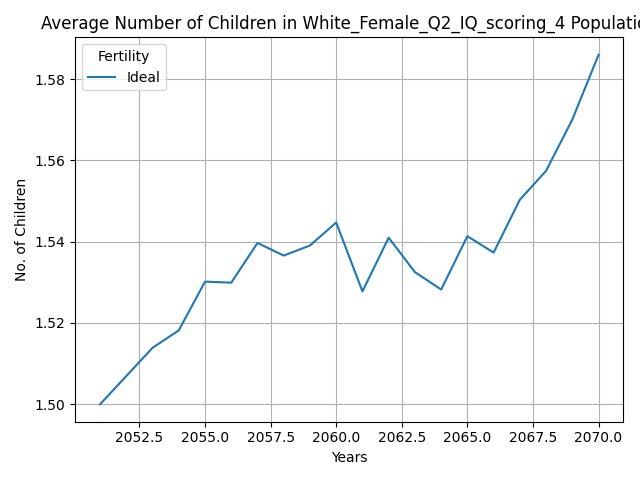 Average Number of Children in White_Female_Q2_IQ_scoring_4 Populatio
Fertility
Ideal
No. of Children
1.58
1.56
1.54
1.52
1.50
2052.5 2055.0 2057.5 2060.0 2062.5 2065.0 2067.5 2070.0
Years